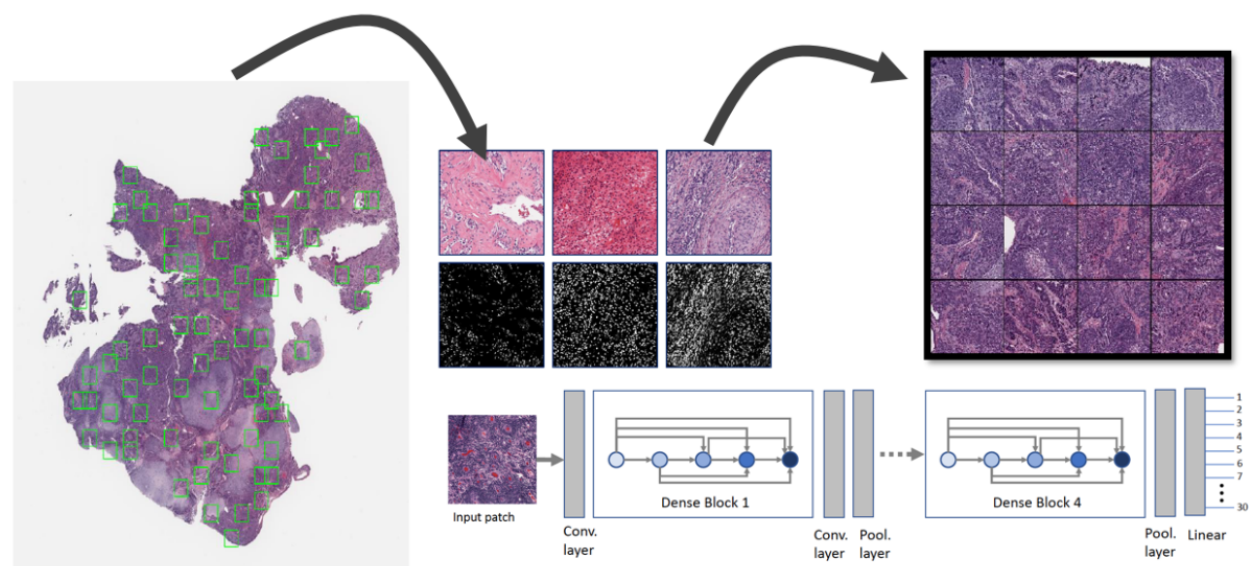 Input patch
Conv.
layer
Dense Block 1
Conv.
layer
Pool.
layer
Dense Block 4
Pool.
layer
Linear
1
2
3
4
5
6
7
30